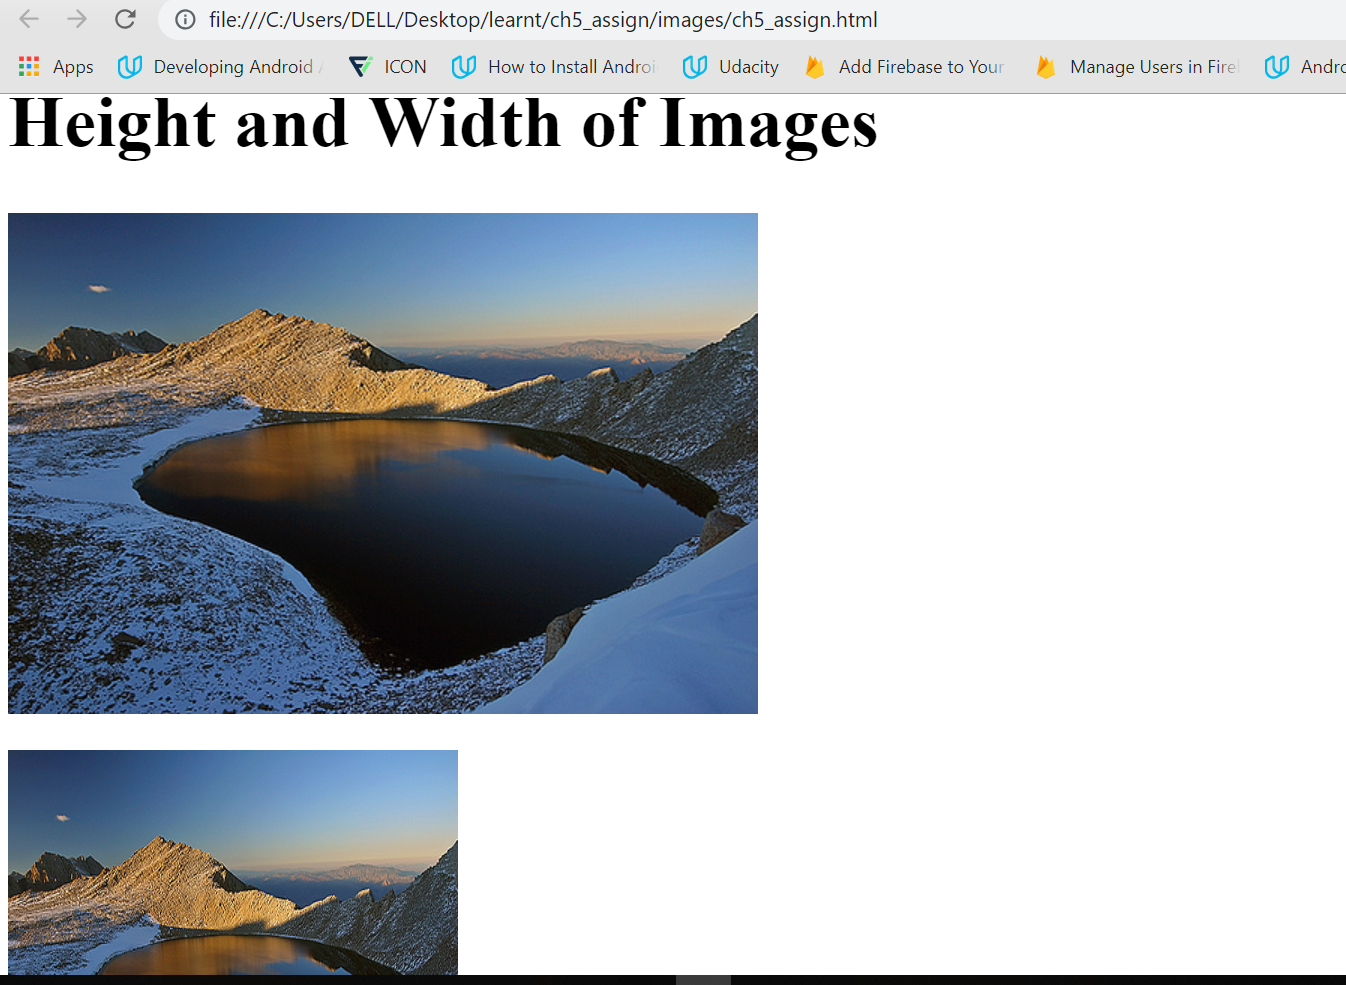 file:///C:/Users/DELL/Desktop/learnt/ch5_assign/images/ch5_assign.html
Apps Developing Android ICON How to Install Androi Udacity Add Firebase to Your Manage Users in Fire Andro
Height and Width of Images